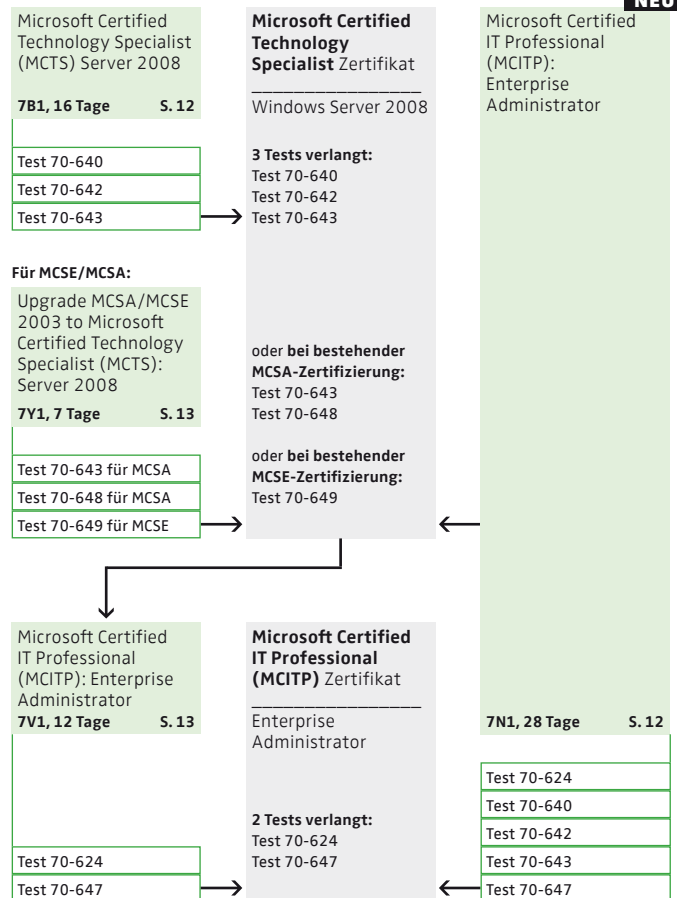 NEU
Microsoft Certified
Technology Specialist
(MCTS) Server 2008
7B1, 16 Tage S. 12
Test 70-640
Test 70-642
Test 70-643
Für MCSE/MCSA:
Upgrade MCSA/MCSE
2003 to Microsoft
Certified Technology
Specialist (MCTS):
Server 2008
7Y1, 7 Tage S. 13
Test 70-643 für MCSA
Test 70-648 für MCSA
Test 70-649 für MCSE
Microsoft Certified
IT Professional
(MCITP): Enterprise
Administrator
7V1, 12 Tage S. 13
Test 70-624
Test 70-647
Microsoft Certified
Technology
Specialist Zertifikat
Windows Server 2008
3 Tests verlangt:
Test 70-640
Test 70-642
Test 70-643
oder bei bestehender
MCSA-Zertifizierung:
Test 70-643
Test 70-648
oder bei bestehender
MCSE-Zertifizierung:
Test 70-649
Microsoft Certified
IT Professional
(MCITP) Zertifikat
Enterprise
Administrator
2 Tests verlangt:
Test 70-624
Test 70-647
Microsoft Certified
IT Professional
(MCITP):
Enterprise
Administrator
7N1, 28 Tage S. 12
Test 70-624
Test 70-640
Test 70-642
Test 70-643
Test 70-647